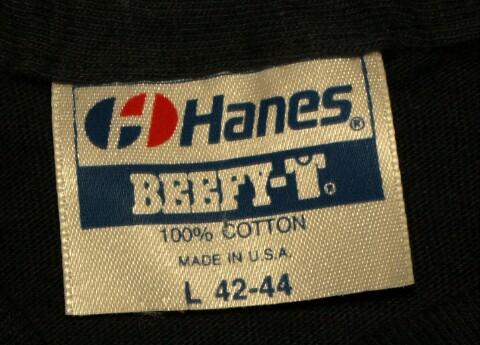 Hanes®
BEEFY-T®
100% COTTON
MADE IN U.S.A.
L 42-44